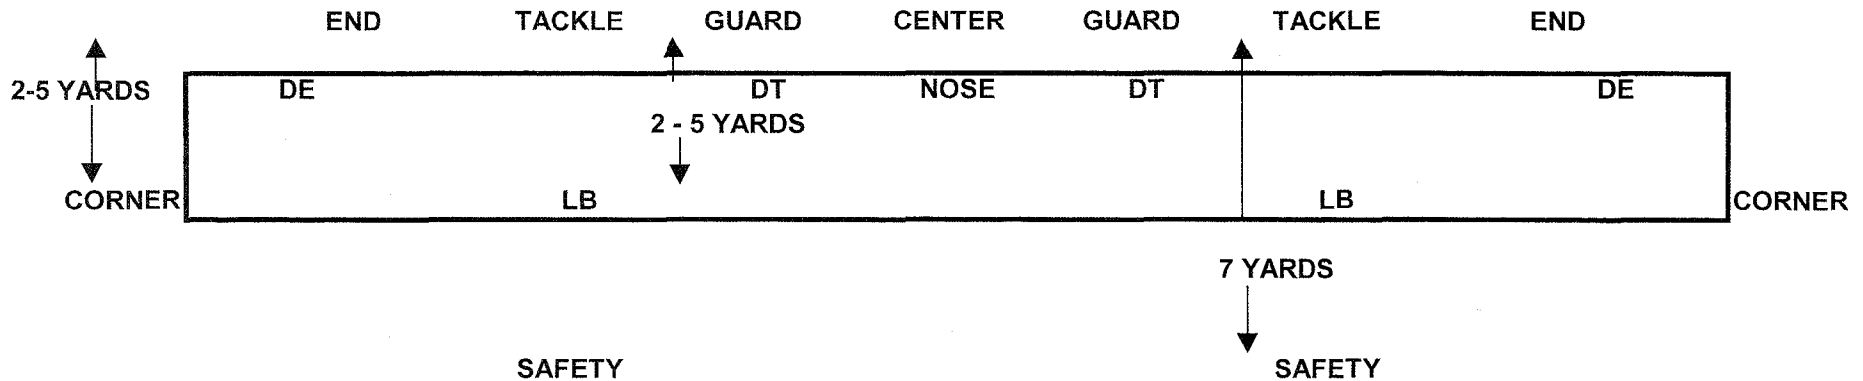 END TACKLE GUARD CENTER GUARD TACKLE END
2-5 YARDS DE DT NOSE DT DE
2 - 5 YARDS
CORNER LB LB CORNER
7 YARDS
SAFETY SAFETY